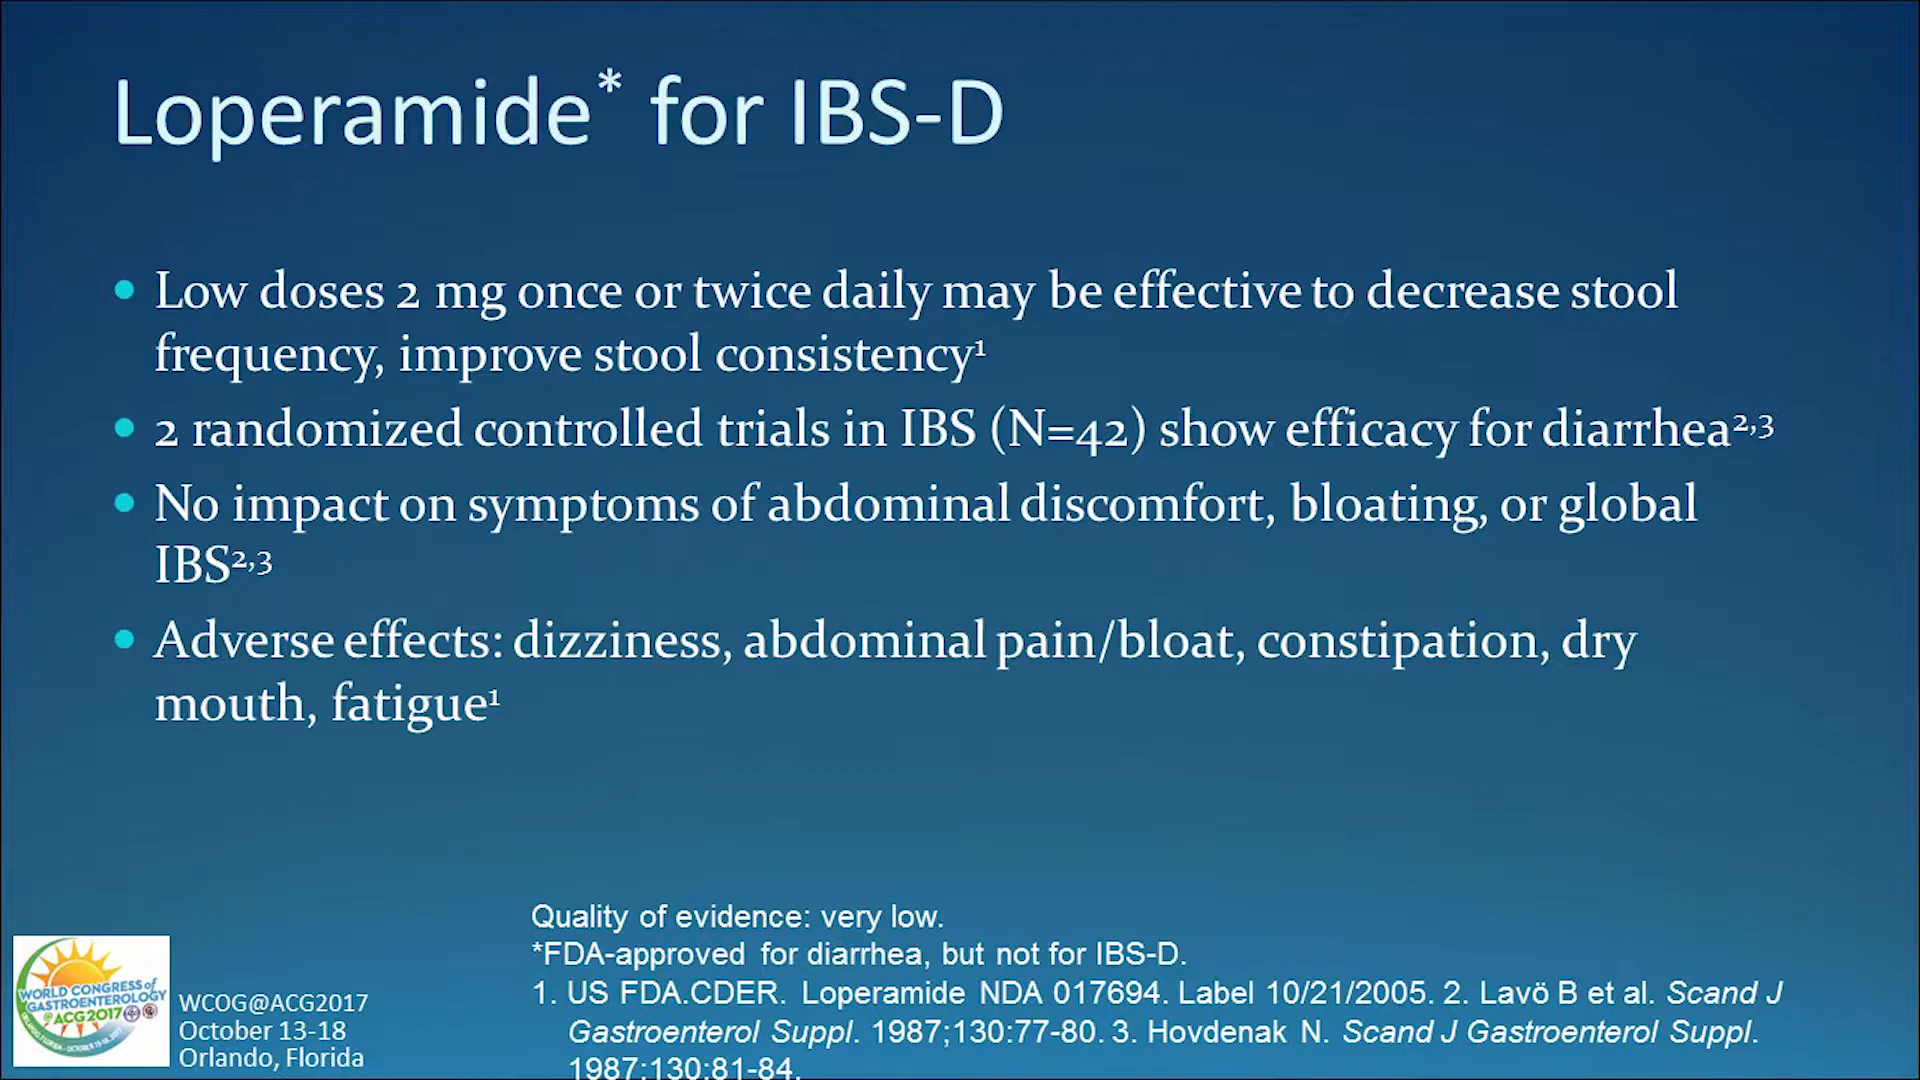 Loperamide* for IBS-D
• Low doses 2 mg once or twice daily may be effective to decrease stool
frequency, improve stool consistency¹
• 2 randomized controlled trials in IBS (N=42) show efficacy for diarrhea²,³
• No impact on symptoms of abdominal discomfort, bloating, or global
IBS²,³
• Adverse effects: dizziness, abdominal pain/bloat, constipation, dry
mouth, fatigue¹
Quality of evidence: very low.
*FDA-approved for diarrhea, but not for IBS-D.
1. US FDA.CDER. Loperamide NDA 017694. Label 10/21/2005. 2. Lavö B et al. Scand J
Gastroenterol Suppl. 1987;130:77-80. 3. Hovdenak N. Scand J Gastroenterol Suppl.
1987;130:81-84.
WORLD CONGRESS of
GASTROENTEROLOGY
@ACG2017
WCOG@ACG2017
October 13-18
Orlando, Florida